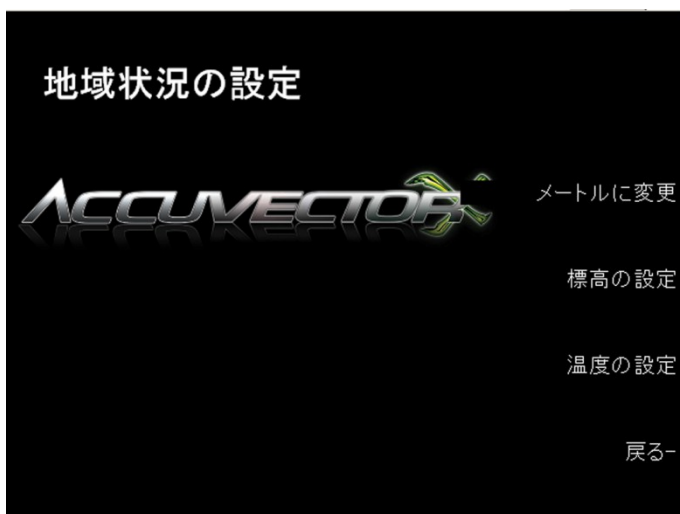 地域状況の設定
ACCUVECTOR
メートルに変更
標高の設定
温度の設定
戻る-